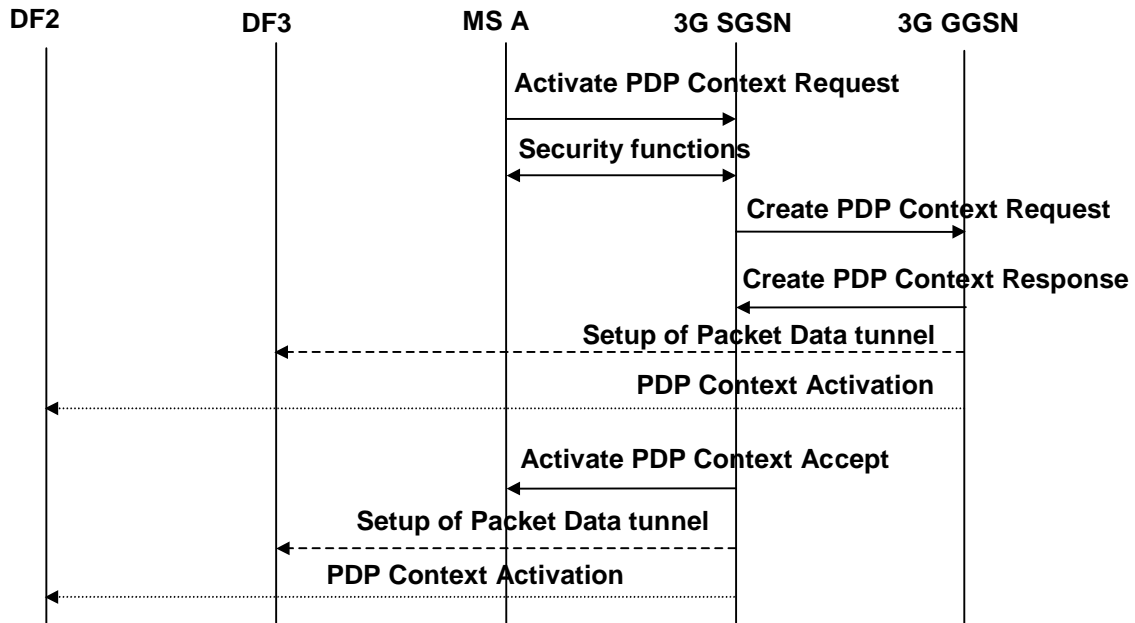 DF2
DF3
MS A
3G SGSN
3G GGSN
Activate PDP Context Request
Security functions
Create PDP Context Request
Create PDP Context Response
Setup of Packet Data tunnel
PDP Context Activation
Activate PDP Context Accept
Setup of Packet Data tunnel
PDP Context Activation